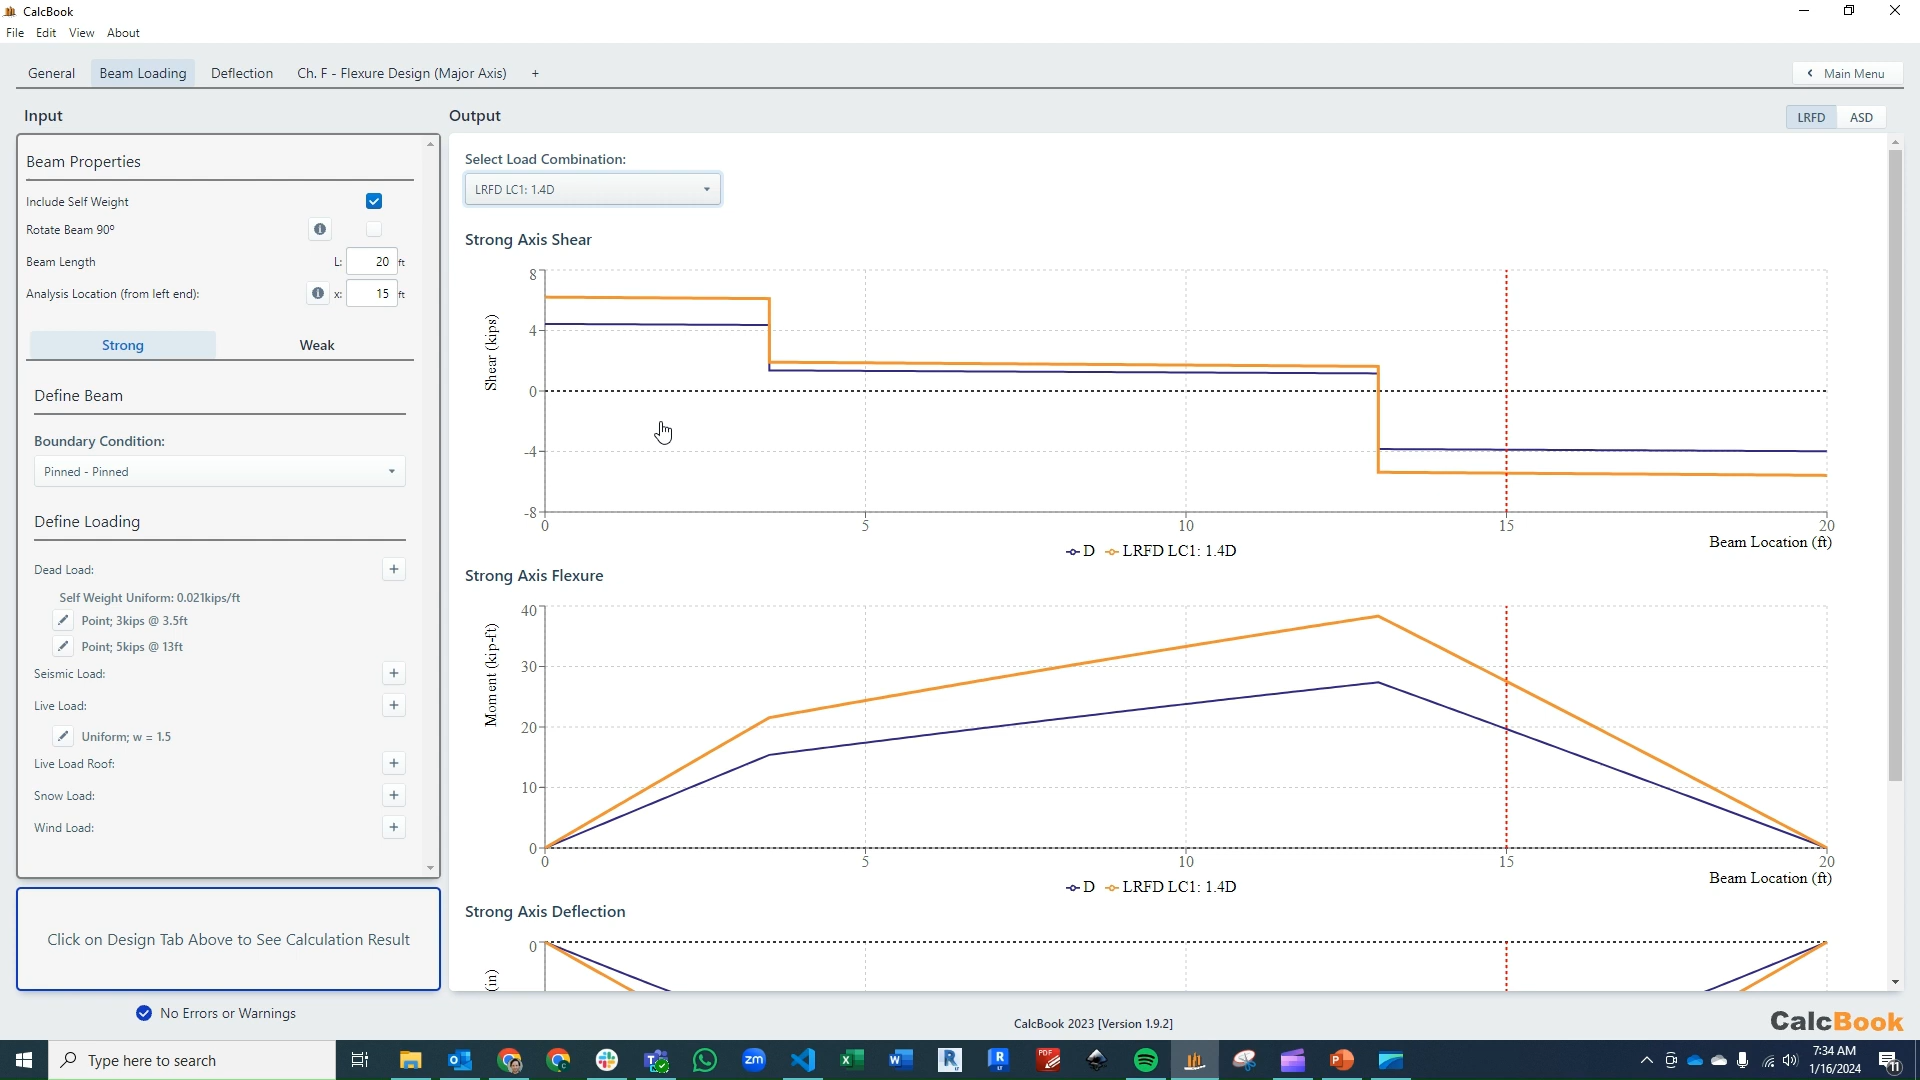 CalcBook
File Edit View About
General Beam Loading Deflection Ch. F - Flexure Design (Major Axis) + Main Menu
Input
Output
LRFD ASD
Beam Properties
Include Self Weight
Rotate Beam 90º
Beam Length L: 20 ft
Analysis Location (from left end): x: 15 ft
Strong Weak
Define Beam
Boundary Condition:
Pinned - Pinned
Define Loading
Dead Load: +
Self Weight Uniform: 0.021kips/ft
Point; 3kips @ 3.5ft
Point; 5kips @ 13ft
Seismic Load: +
Live Load: +
Uniform; w = 1.5
Live Load Roof: +
Snow Load: +
Wind Load: +
Click on Design Tab Above to See Calculation Result
No Errors or Warnings
Select Load Combination:
LRFD LC1: 1.4D
Strong Axis Shear
Shear (kips)
8
4
0
-4
-8
0 5 10 15 20
Beam Location (ft)
D LRFD LC1: 1.4D
Strong Axis Flexure
Moment (kip-ft)
40
30
20
10
0
0 5 10 15 20
Beam Location (ft)
D LRFD LC1: 1.4D
Strong Axis Deflection
0
(in)
CalcBook 2023 [Version 1.9.2]
CalcBook
Type here to search
7:34 AM
1/16/2024
11